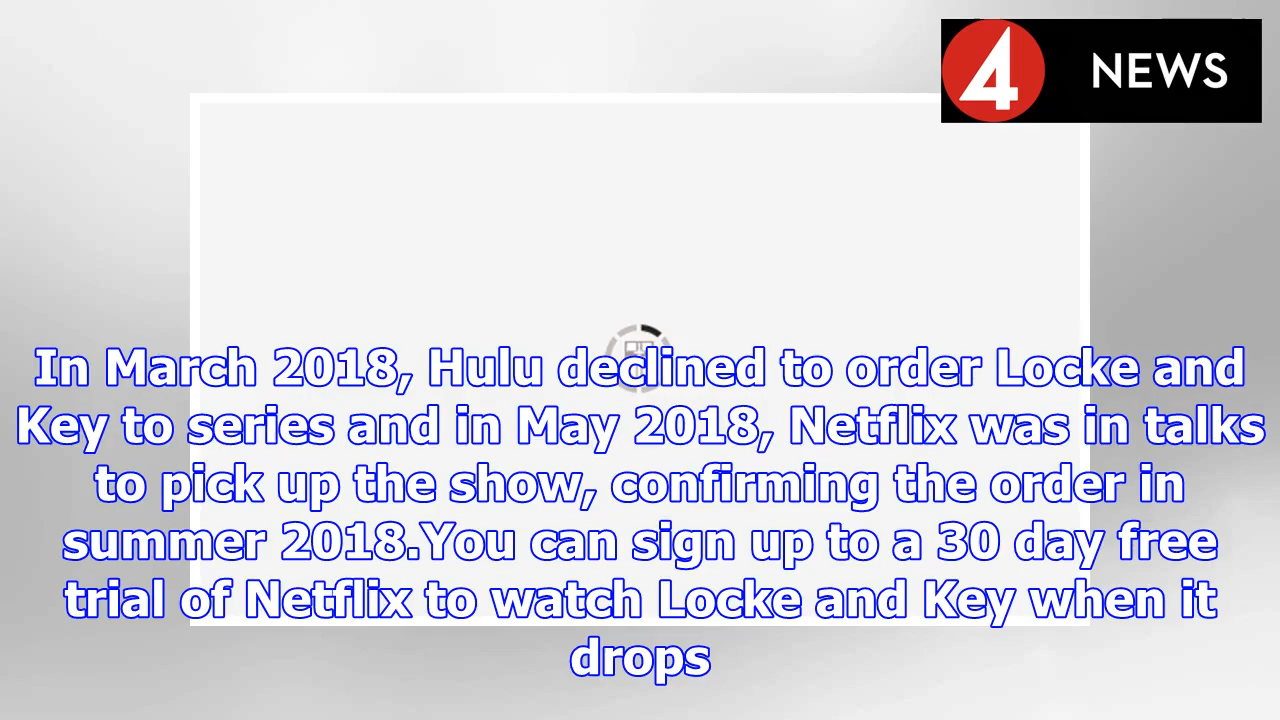 4 NEWS
In March 2018, Hulu declined to order Locke and
Key to series and in May 2018, Netflix was in talks
to pick up the show, confirming the order in
summer 2018.You can sign up to a 30 day free
trial of Netflix to watch Locke and Key when it
drops